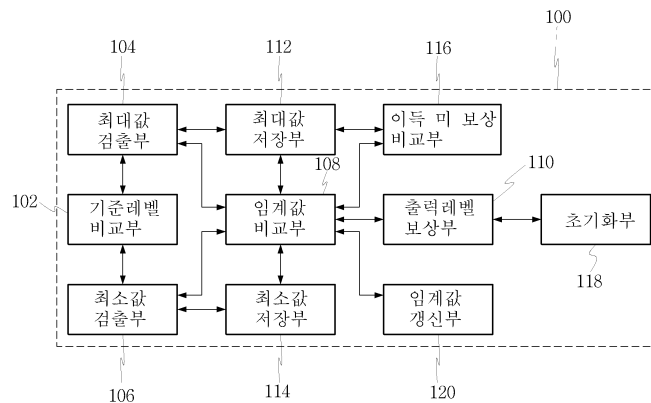 100
104
112
116
최대값
검출부
최대값
저장부
이득 미 보상
비교부
108
110
102
기준레벨
비교부
임계값
비교부
출력레벨
보상부
초기화부
118
최소값
검출부
최소값
저장부
임계값
갱신부
106
114
120